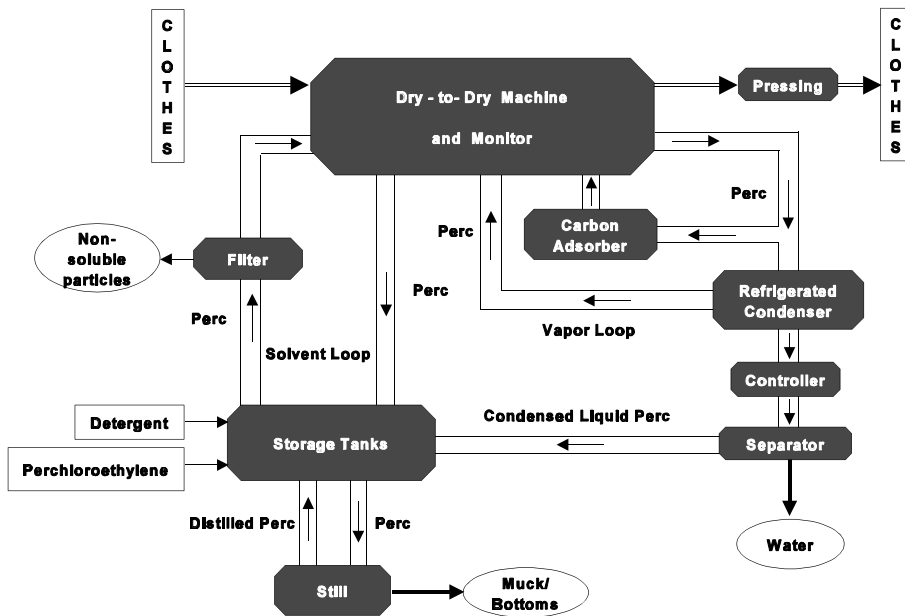 CLOTHES
Dry - to- Dry Machine
and Monitor
Pressing
CLOTHES
Perc
Carbon
Adsorber
Perc
Non-
soluble
particles
Filter
Perc
Refrigerated
Condenser
Perc
Vapor Loop
Solvent Loop
Controller
Detergent
Condensed Liquid Perc
Storage Tanks
Separator
Perchloroethylene
Distilled Perc
Perc
Water
Still
Muck/
Bottoms